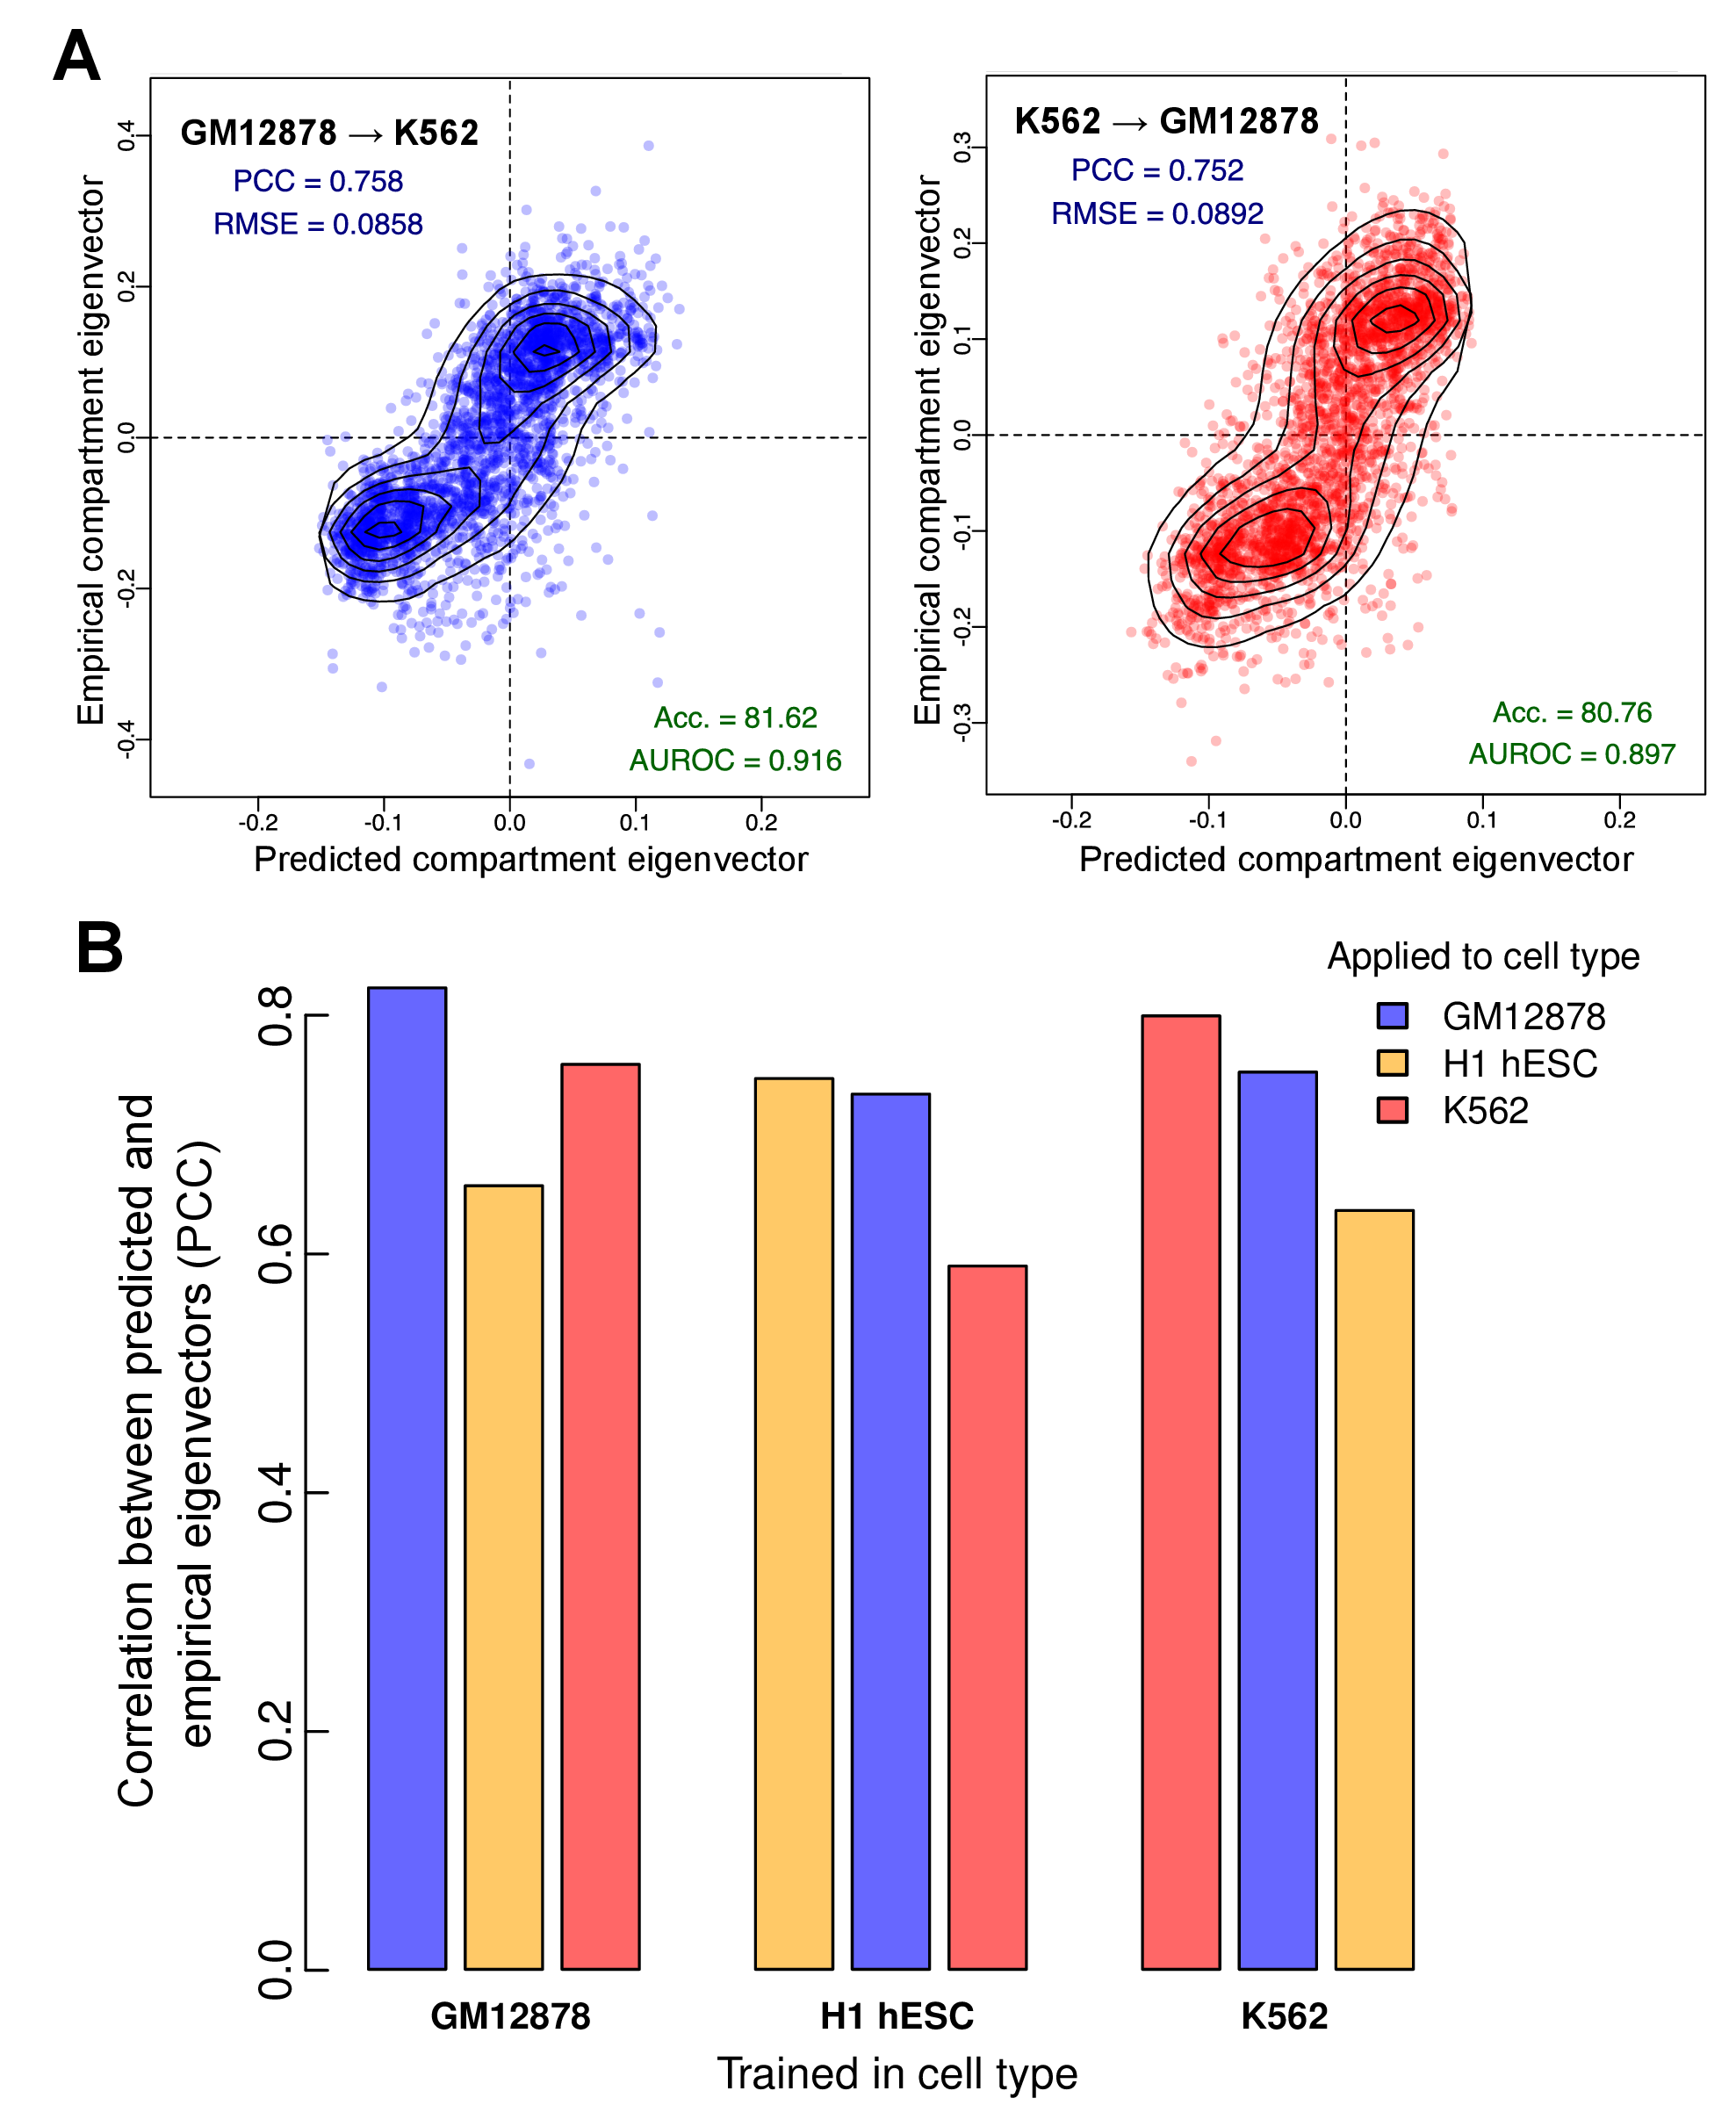 A
GM12878 → K562
PCC = 0.758
RMSE = 0.0858
Acc. = 81.62
AUROC = 0.916
Empirical compartment eigenvector
0.4
0.2
0.0
-0.2
-0.4
-0.2 -0.1 0.0 0.1 0.2
Predicted compartment eigenvector
K562 → GM12878
PCC = 0.752
RMSE = 0.0892
Acc. = 80.76
AUROC = 0.897
Empirical compartment eigenvector
0.3
0.2
0.1
0.0
-0.1
-0.2
-0.3
-0.2 -0.1 0.0 0.1 0.2
Predicted compartment eigenvector
B
Applied to cell type
GM12878
H1 hESC
K562
Correlation between predicted and
empirical eigenvectors (PCC)
0.8
0.6
0.4
0.2
0.0
GM12878 H1 hESC K562
Trained in cell type